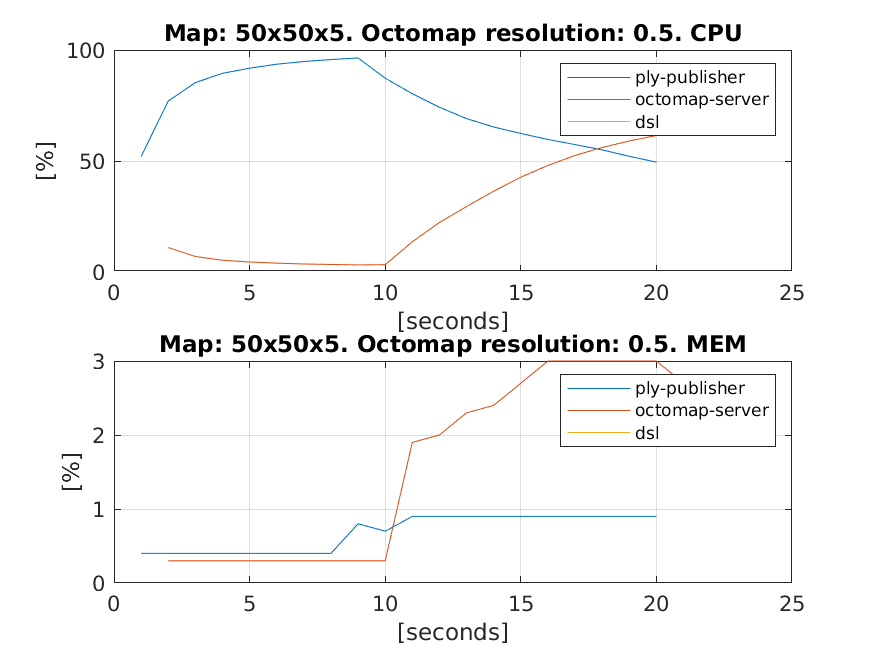 Map: 50x50x5. Octomap resolution: 0.5. CPU
100
50
0
[%]
ply-publisher
octomap-server
dsl
0 5 10 15 20 25
[seconds]
Map: 50x50x5. Octomap resolution: 0.5. MEM
3
2
1
0
[%]
ply-publisher
octomap-server
dsl
0 5 10 15 20 25
[seconds]